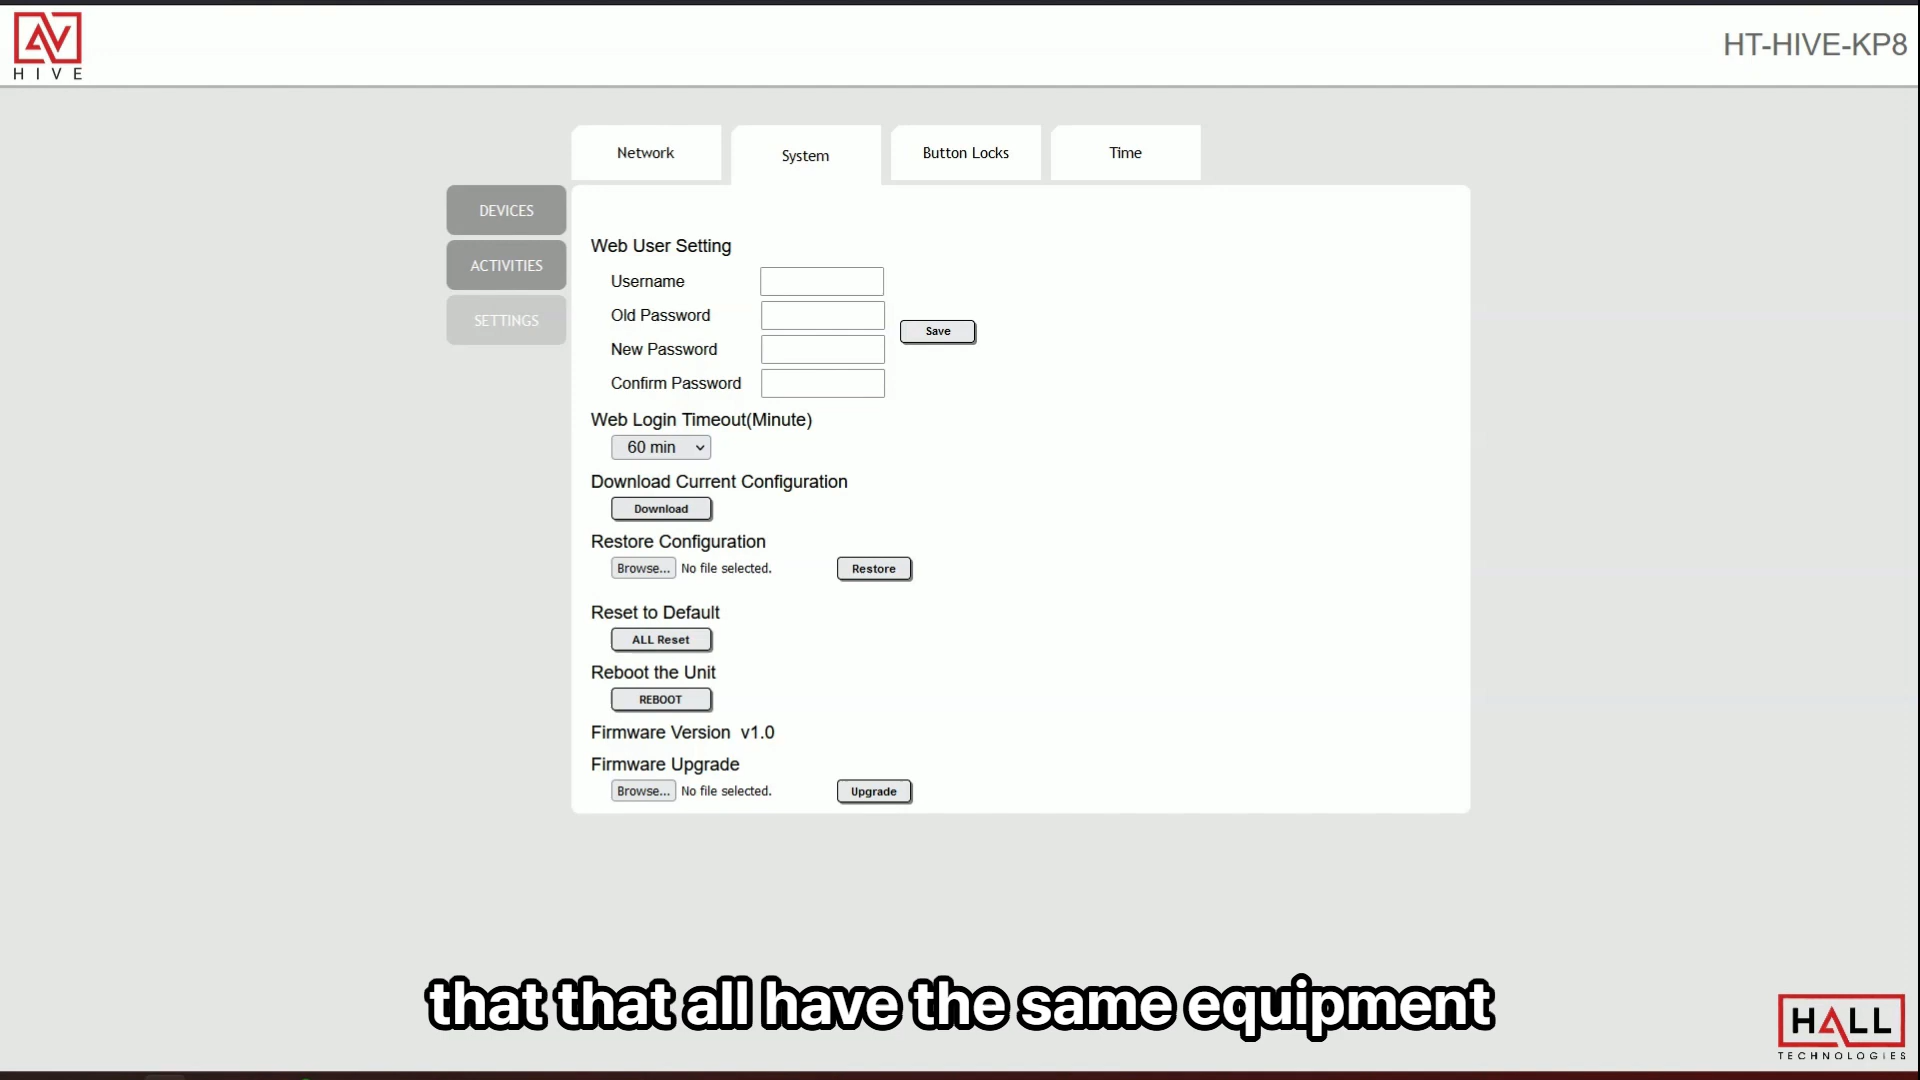 AV
HIVE
HT-HIVE-KP8
Network
System
Button Locks
Time
DEVICES
ACTIVITIES
SETTINGS
Web User Setting
Username
Old Password
New Password
Confirm Password
Save
Web Login Timeout(Minute)
60 min
Download Current Configuration
Download
Restore Configuration
Browse... No file selected.
Restore
Reset to Default
ALL Reset
Reboot the Unit
REBOOT
Firmware Version v1.0
Firmware Upgrade
Browse... No file selected.
Upgrade
that that all have the same equipment
HALL
TECHNOLOGIES